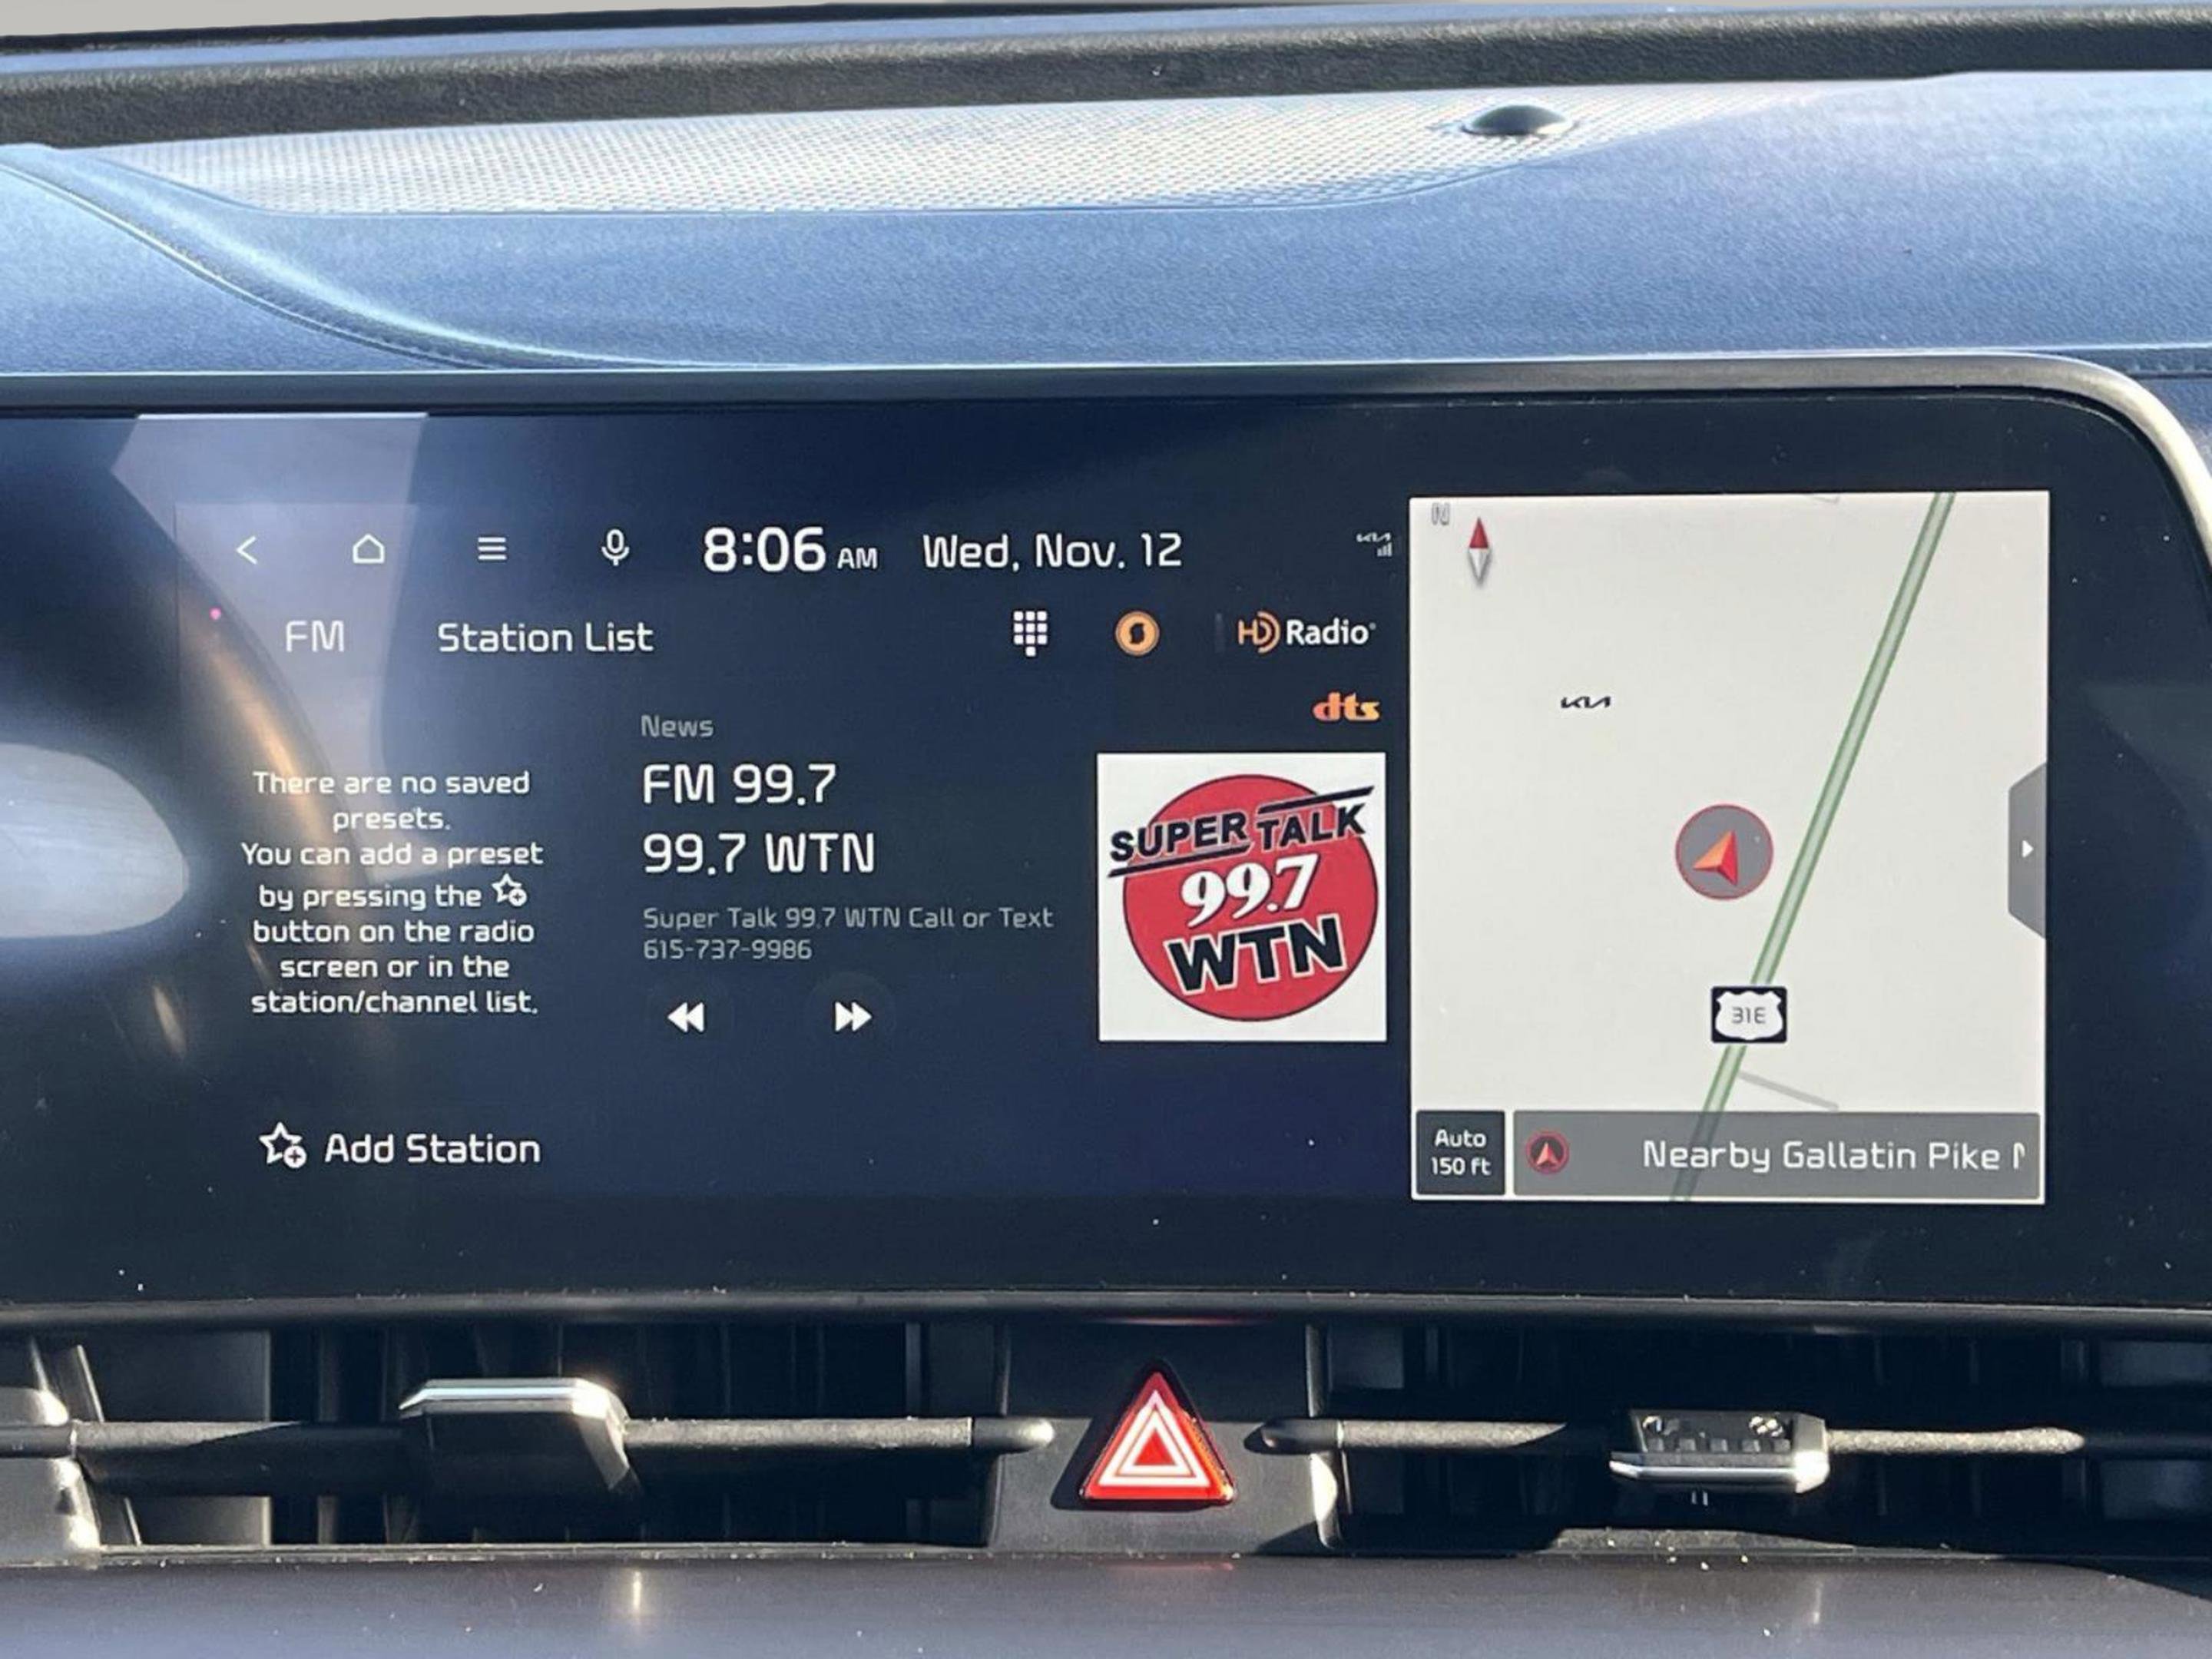 8:06 AM Wed, Nov. 12
FM Station List
HD Radio
dts
There are no saved
presets.
You can add a preset
by pressing the
button on the radio
screen or in the
station/channel list.
Add Station
News
FM 99.7
99.7 WTN
Super Talk 99.7 WTN Call or Text
615-737-9986
SUPER TALK
99.7
WTN
N
KIA
31E
Auto
150 ft
Nearby Gallatin Pike